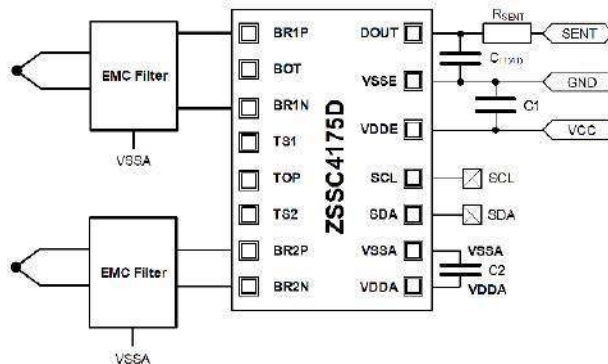 EMC Filter
VSSA
EMC Filter
VSSA
BR1P
BOT
BR1N
TS1
TOP
TS2
BR2P
BR2N
ZSSC4175D
DOUT
VSSE
VDDE
SCL
SDA
VSSA
VDDA
RSENT
SENT
GND
C1
VCC
SCL
SDA
VSSA
C2
VDDA